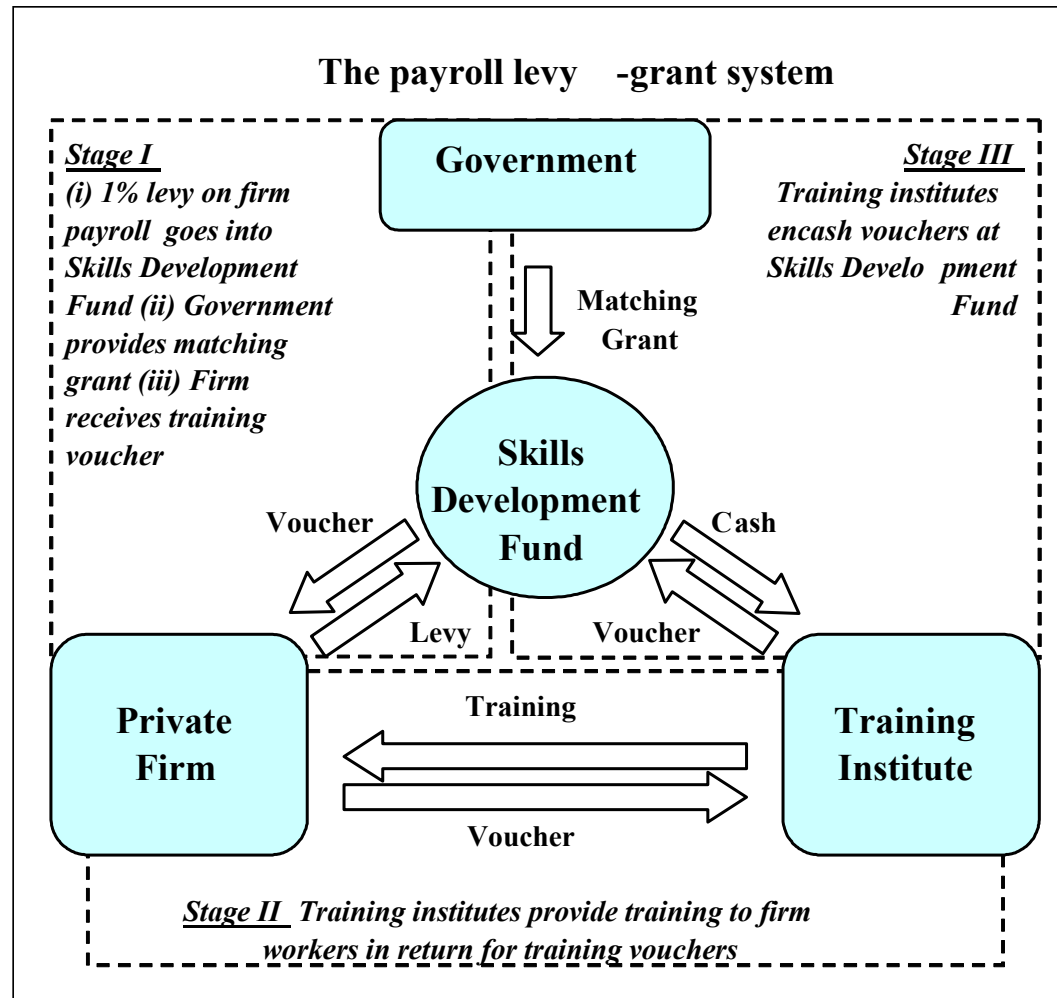 The payroll levy -grant system
Government
Stage I
(i) 1% levy on firm
payroll goes into
Skills Development
Fund (ii) Government
provides matching
grant (iii) Firm
receives training
voucher
Stage III
Training institutes
encash vouchers at
Skills Develo pment
Fund
Matching
Grant
Skills
Development
Fund
Voucher
Levy
Cash
Voucher
Private
Firm
Training
Voucher
Training
Institute
Stage II Training institutes provide training to firm
workers in return for training vouchers